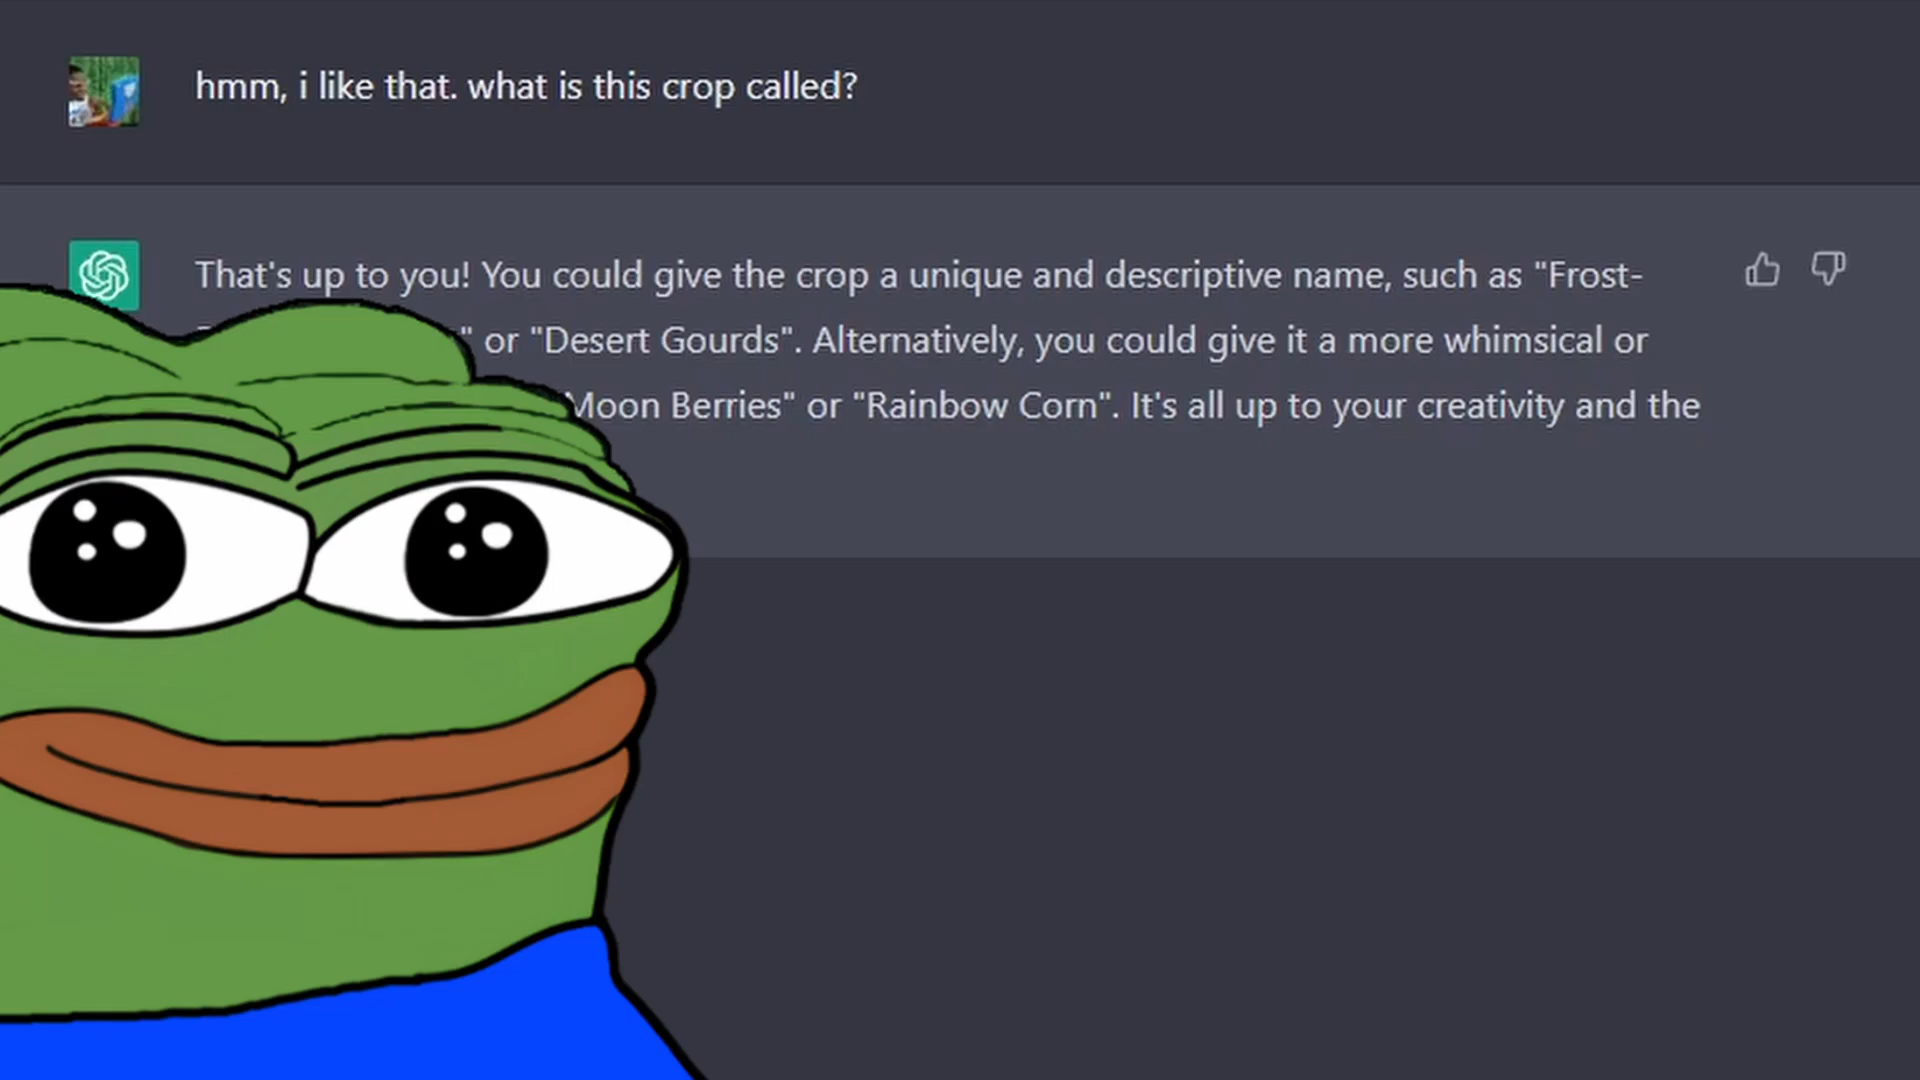 hmm, i like that. what is this crop called?
That's up to you! You could give the crop a unique and descriptive name, such as "Frost-
" or "Desert Gourds". Alternatively, you could give it a more whimsical or
Moon Berries" or "Rainbow Corn". It's all up to your creativity and the